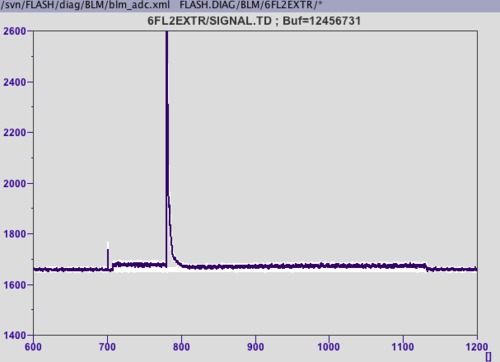 /svn/FLASH/diag/BLM/blm_adc.xml FLASH.DIAG/BLM/6FL2EXTR/*
6FL2EXTR/SIGNAL.TD ; Buf=12456731
2600
2400
2200
2000
1800
1600
1400
600 700 800 900 1000 1100 1200
[]